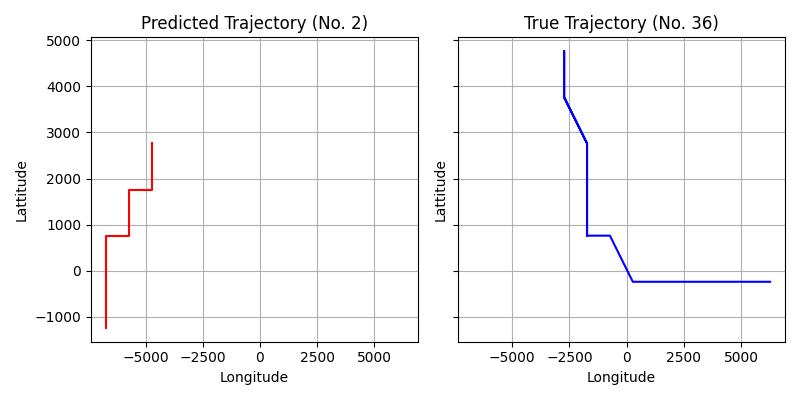 Predicted Trajectory (No. 2)
True Trajectory (No. 36)
Lattitude
5000
4000
3000
2000
1000
0
−1000
−5000 −2500 0 2500 5000
Longitude
Lattitude
−5000 −2500 0 2500 5000
Longitude